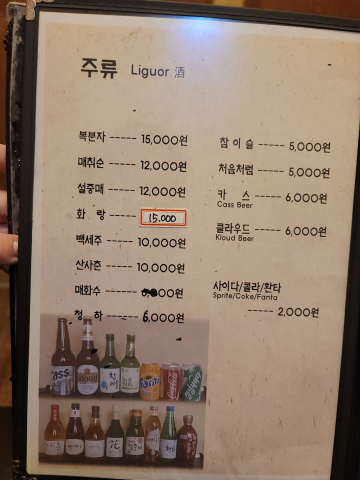 주류 Liguor 酒
복분자 ----- 15,000원
매취순 ----- 12,000원
설중매 ----- 12,000원
화 랑 ----- 15,000
백세주 ----- 10,000원
산사춘 ----- 10,000원
매화수 ----- 00원
청 하 ----- 6,000원
참 이 슬 ----- 5,000원
처음처럼 ----- 5,000원
카 스 ----- 6,000원
Cass Beer
클라우드 ----- 6,000원
Kloud Beer
사이다/콜라/환타
Sprite/Coke/Fanta
----- 2,000원
Cass
Fanta